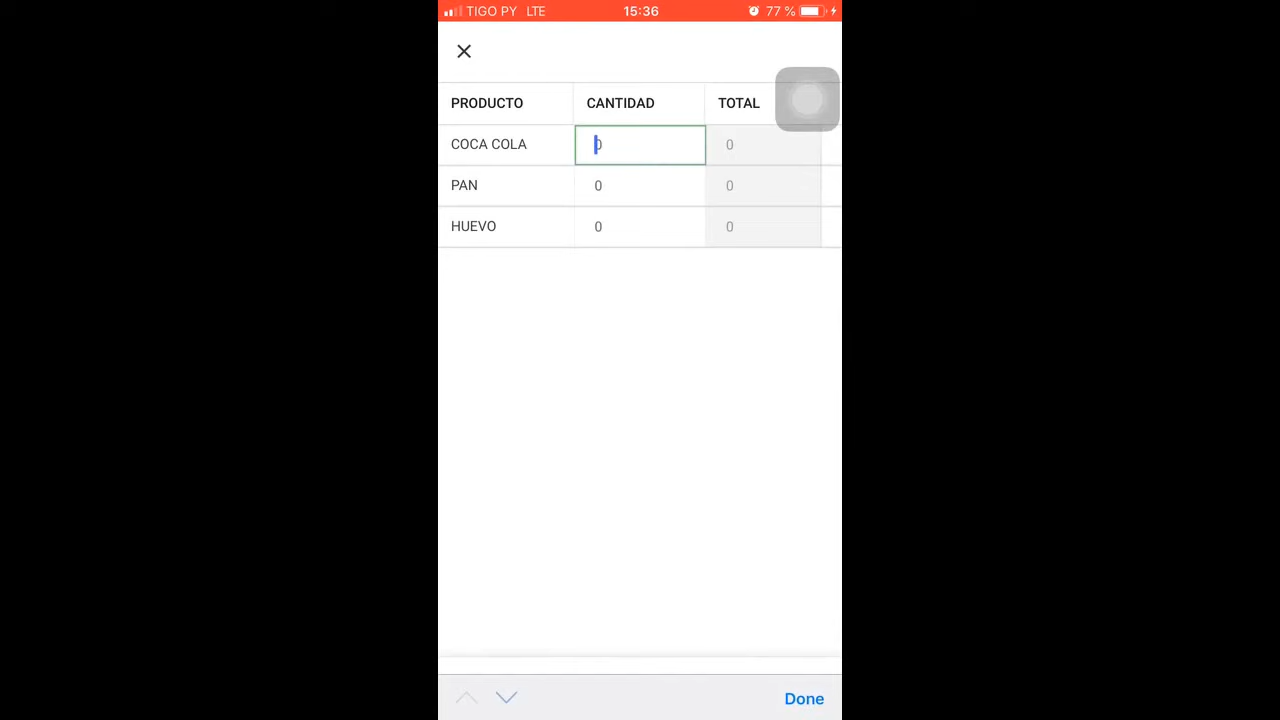 TIGO PY LTE 15:36 77 %
PRODUCTO CANTIDAD TOTAL
COCA COLA 0 0
PAN 0 0
HUEVO 0 0
Done